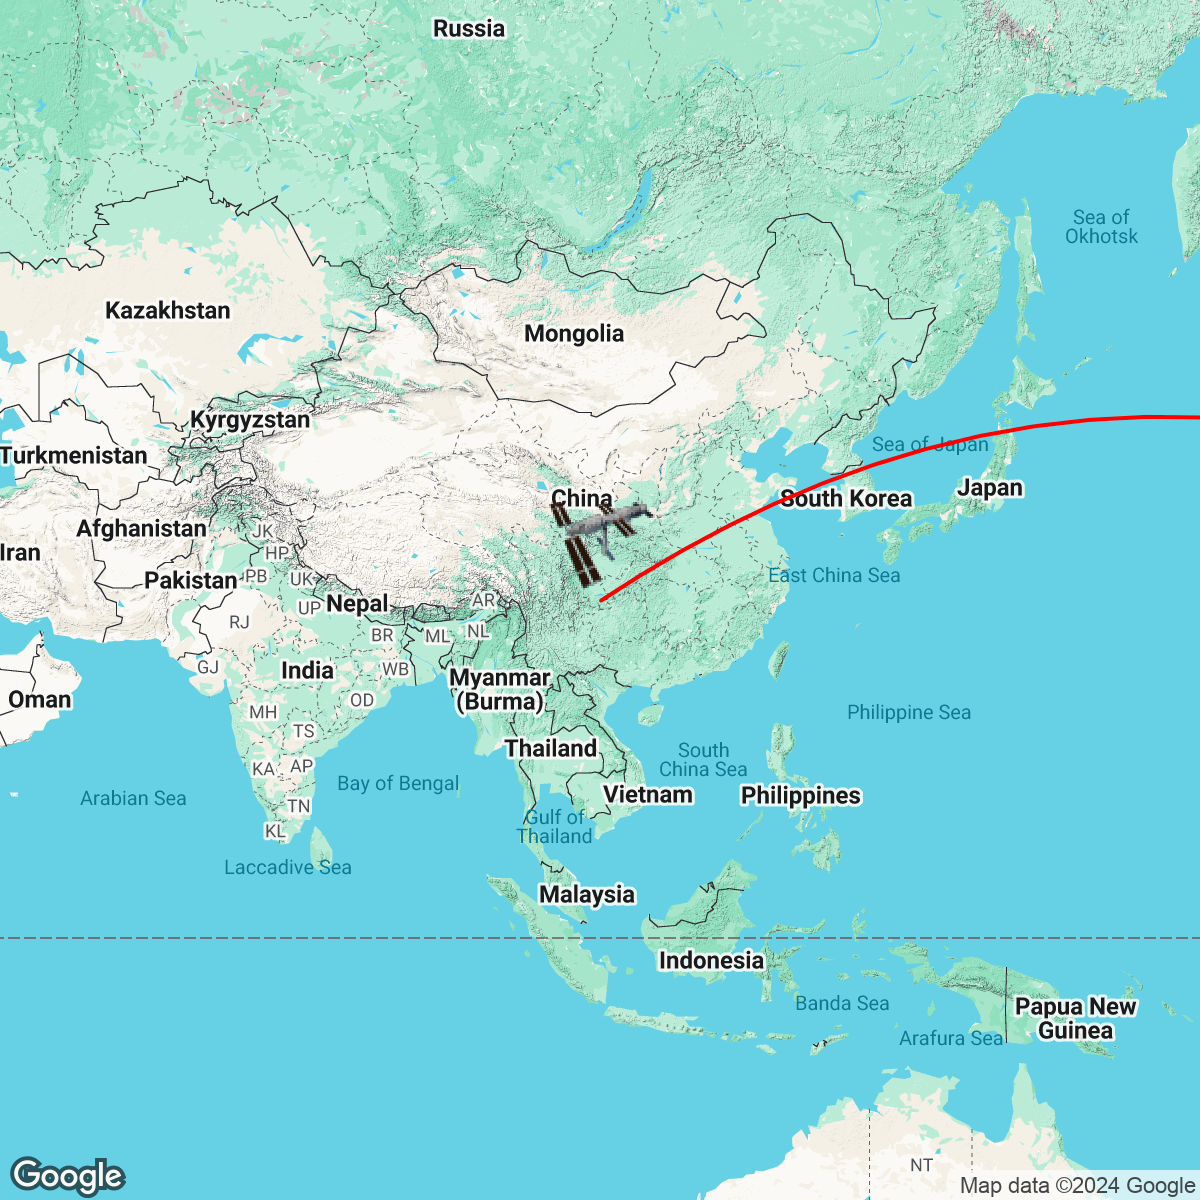 Russia
Sea of
Okhotsk
Kazakhstan
Mongolia
Kyrgyzstan
Sea of Japan
Turkmenistan
China
South Korea
Japan
Afghanistan
JK
Iran
HP
Pakistan
PB
UK
East China Sea
Nepal
UP
AR
RJ
BR
ML
NL
GJ
India
WB
Myanmar
(Burma)
Oman
OD
MH
Philippine Sea
TS
Thailand
South
China Sea
KA
AP
Bay of Bengal
Arabian Sea
TN
Vietnam
Philippines
KL
Gulf of
Thailand
Laccadive Sea
Malaysia
Indonesia
Banda Sea
Papua New
Guinea
Arafura Sea
NT
Google
Map data ©2024 Google